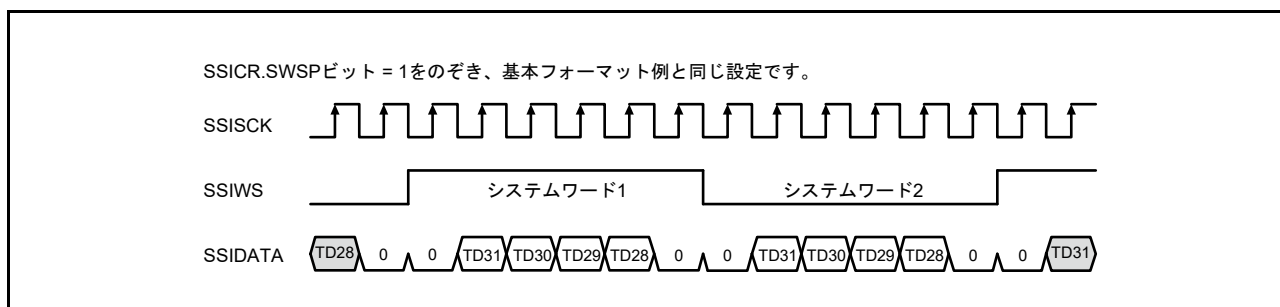 SSICR.SWSPビット = 1をのぞき、基本フォーマット例と同じ設定です。
SSISCK
SSIWS システムワード1 システムワード2
SSIDATA TD28 0 0 TD31 TD30 TD29 TD28 0 0 TD31 TD30 TD29 TD28 0 0 TD31